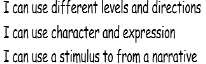 I can use different levels and directions
I can use character and expression
I can use a stimulus to from a narrative